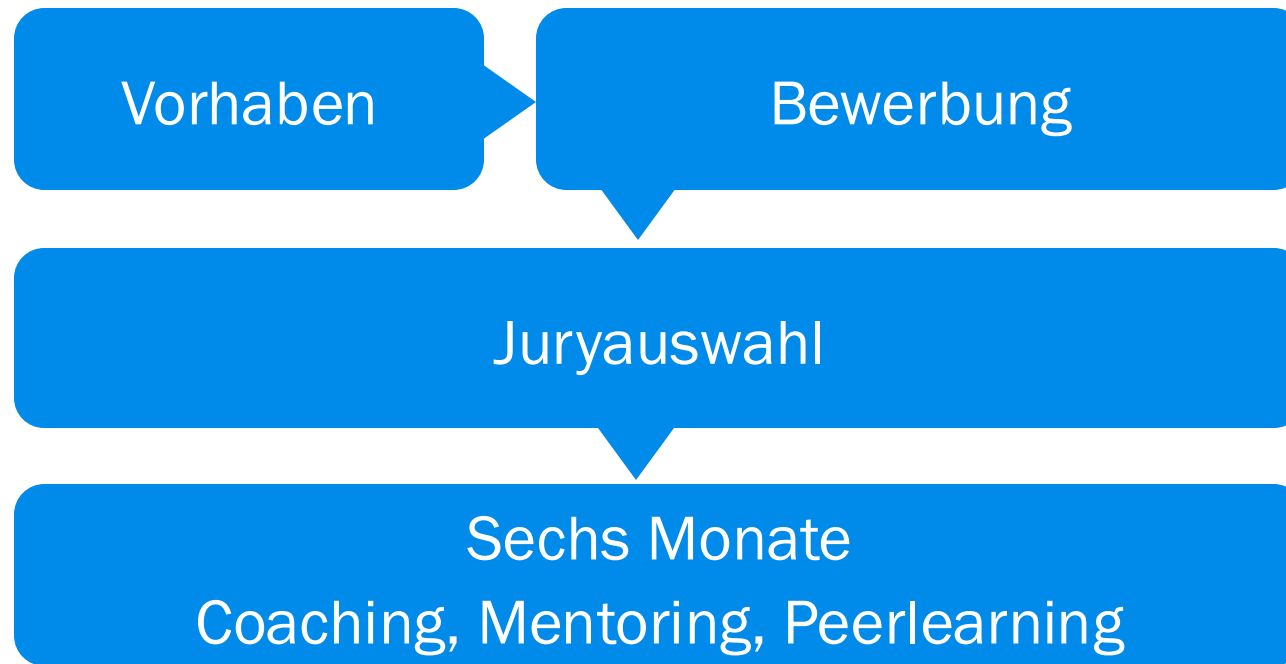 Vorhaben
Bewerbung
Juryauswahl
Sechs Monate
Coaching, Mentoring, Peerlearning